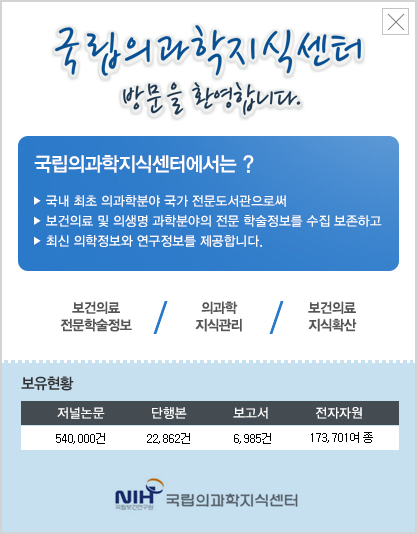 국립의과학지식센터
방문을 환영합니다.
국립의과학지식센터에서는 ?
▶ 국내 최초 의과학분야 국가 전문도서관으로써
▶ 보건의료 및 의생명 과학분야의 전문 학술정보를 수집 보존하고
▶ 최신 의학정보와 연구정보를 제공합니다.
보건의료 / 의과학 / 보건의료
전문학술정보 지식관리 지식확산
보유현황
저널논문 단행본 보고서 전자자원
540,000건 22,862건 6,985건 173,701여 종
NIH 국립의과학지식센터
국립보건연구원